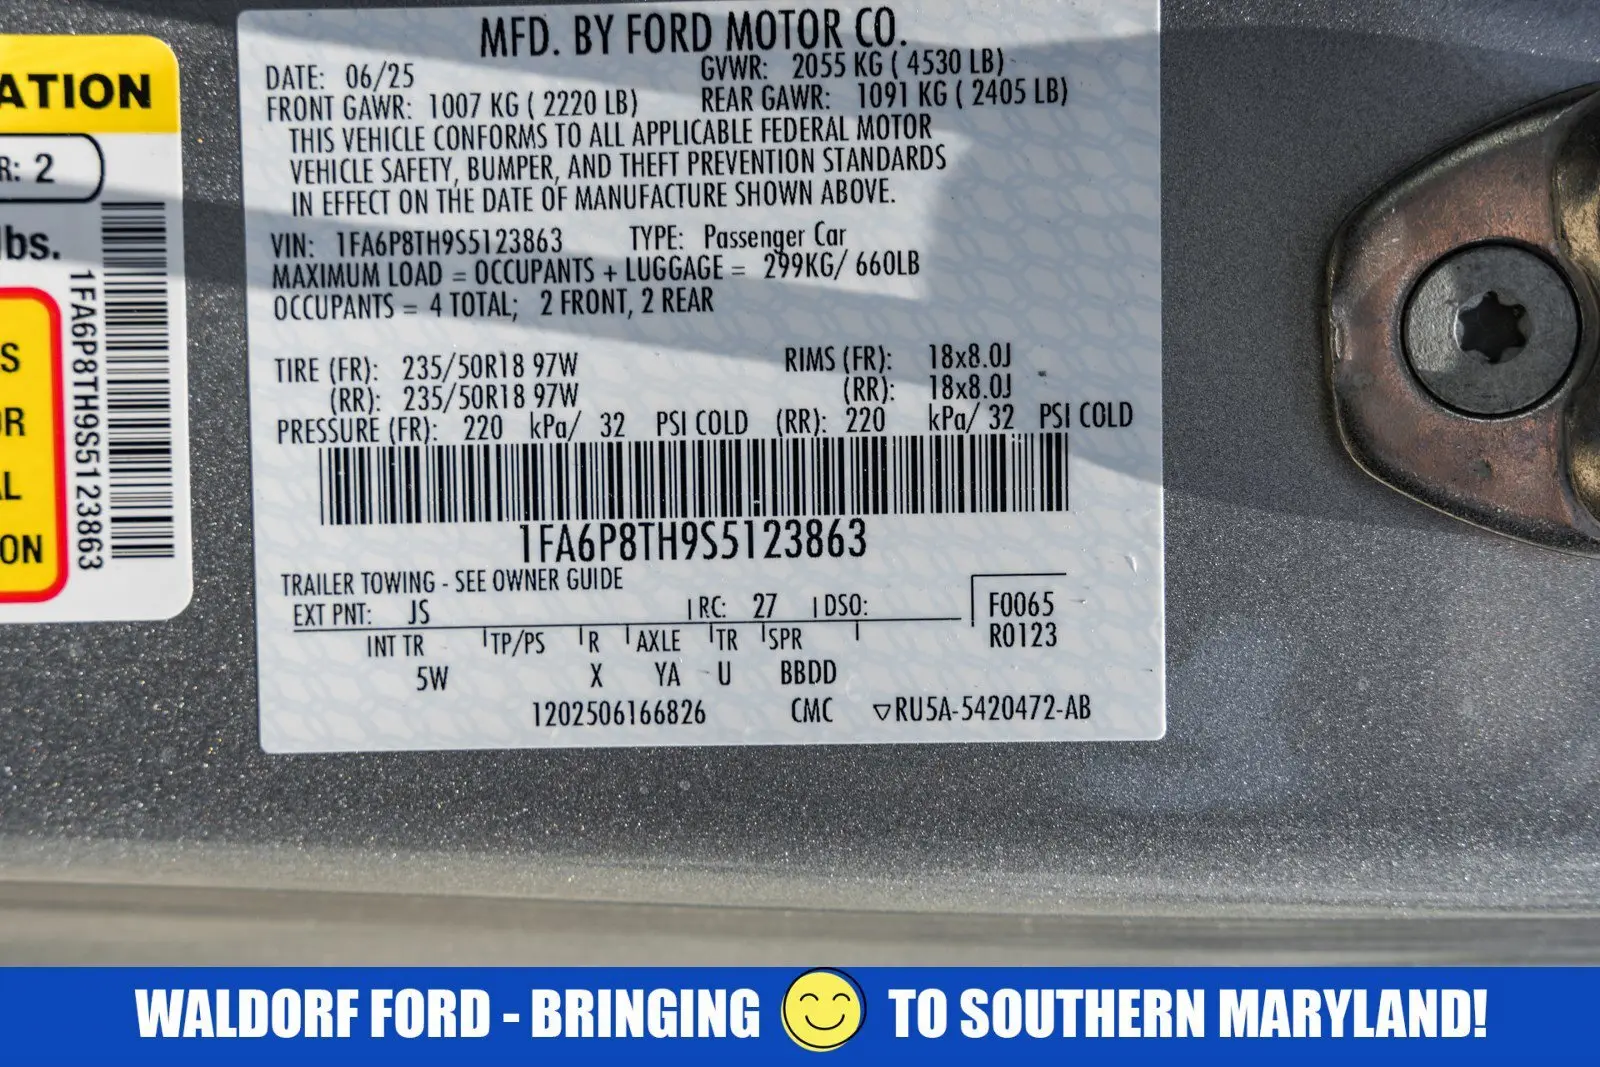 ATION
R: 2
lbs.
S
OR
AL
ON
1FA6P8TH9S5123863
MFD. BY FORD MOTOR CO.
DATE: 06/25 GVWR: 2055 KG ( 4530 LB)
FRONT GAWR: 1007 KG ( 2220 LB) REAR GAWR: 1091 KG ( 2405 LB)
THIS VEHICLE CONFORMS TO ALL APPLICABLE FEDERAL MOTOR
VEHICLE SAFETY, BUMPER, AND THEFT PREVENTION STANDARDS
IN EFFECT ON THE DATE OF MANUFACTURE SHOWN ABOVE.
VIN: 1FA6P8TH9S5123863 TYPE: Passenger Car
MAXIMUM LOAD = OCCUPANTS + LUGGAGE = 299KG/ 660LB
OCCUPANTS = 4 TOTAL; 2 FRONT, 2 REAR
TIRE (FR): 235/50R18 97W RIMS (FR): 18x8.0J
(RR): 235/50R18 97W (RR): 18x8.0J
PRESSURE (FR): 220 kPa/ 32 PSI COLD (RR): 220 kPa/ 32 PSI COLD
1FA6P8TH9S5123863
TRAILER TOWING - SEE OWNER GUIDE
EXT PNT: JS RC: 27 DSO: F0065
INT TR TP/PS R AXLE TR SPR R0123
5W X YA U BBDD
1202506166826 CMC ▽RU5A-5420472-AB
WALDORF FORD - BRINGING TO SOUTHERN MARYLAND!